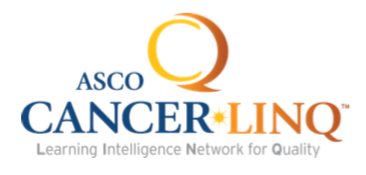 ASCO
CANCER LINQ™
Learning Intelligence Network for Quality